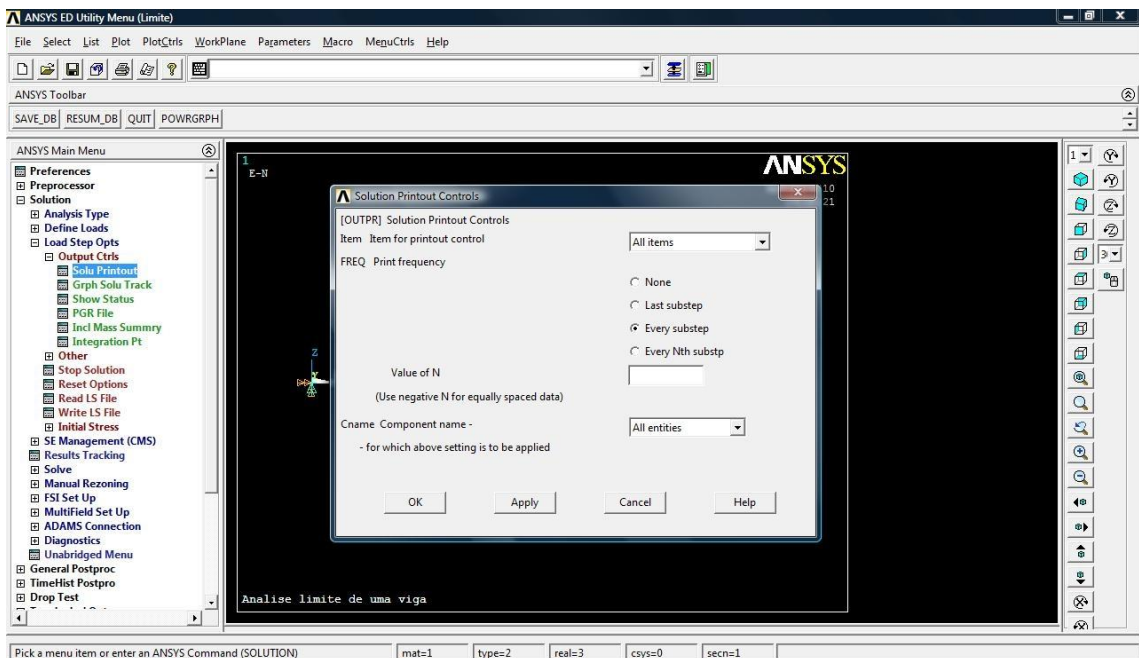 ANSYS ED Utility Menu (Limite)
File Select List Plot PlotCtrls WorkPlane Parameters Macro MenuCtrls Help
ANSYS Toolbar
SAVE_DB RESUM_DB QUIT POWRGRPH
ANSYS Main Menu
Preferences
Preprocessor
Solution
Analysis Type
Define Loads
Load Step Opts
Output Ctrls
Solu Printout
Grph Solu Track
Show Status
PGR File
Incl Mass Summry
Integration Pt
Other
Stop Solution
Reset Options
Read LS File
Write LS File
Initial Stress
SE Management (CMS)
Results Tracking
Solve
Manual Rezoning
FSI Set Up
MultiField Set Up
ADAMS Connection
Diagnostics
Unabridged Menu
General Postproc
TimeHist Postpro
Drop Test
1
E-N
ANSYS
10
21
Z
Y
Solution Printout Controls
[OUTPR] Solution Printout Controls
Item Item for printout control
All items
FREQ Print frequency
None
Last substep
Every substep
Every Nth substp
Value of N
(Use negative N for equally spaced data)
Cname Component name -
All entities
- for which above setting is to be applied
OK Apply Cancel Help
Analise limite de uma viga
1
Pick a menu item or enter an ANSYS Command (SOLUTION) mat=1 type=2 real=3 csys=0 secn=1